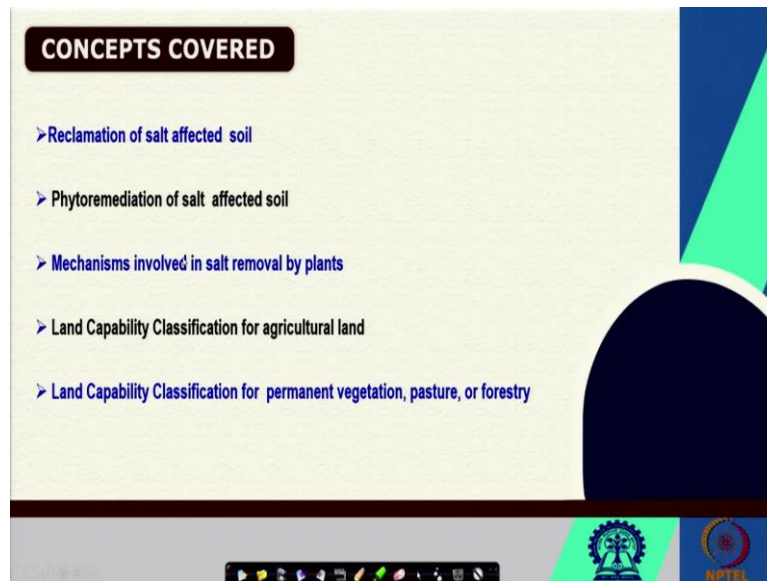 CONCEPTS COVERED
➢Reclamation of salt affected soil
➢ Phytoremediation of salt affected soil
➢ Mechanisms involved in salt removal by plants
➢ Land Capability Classification for agricultural land
➢ Land Capability Classification for permanent vegetation, pasture, or forestry
NPTEL